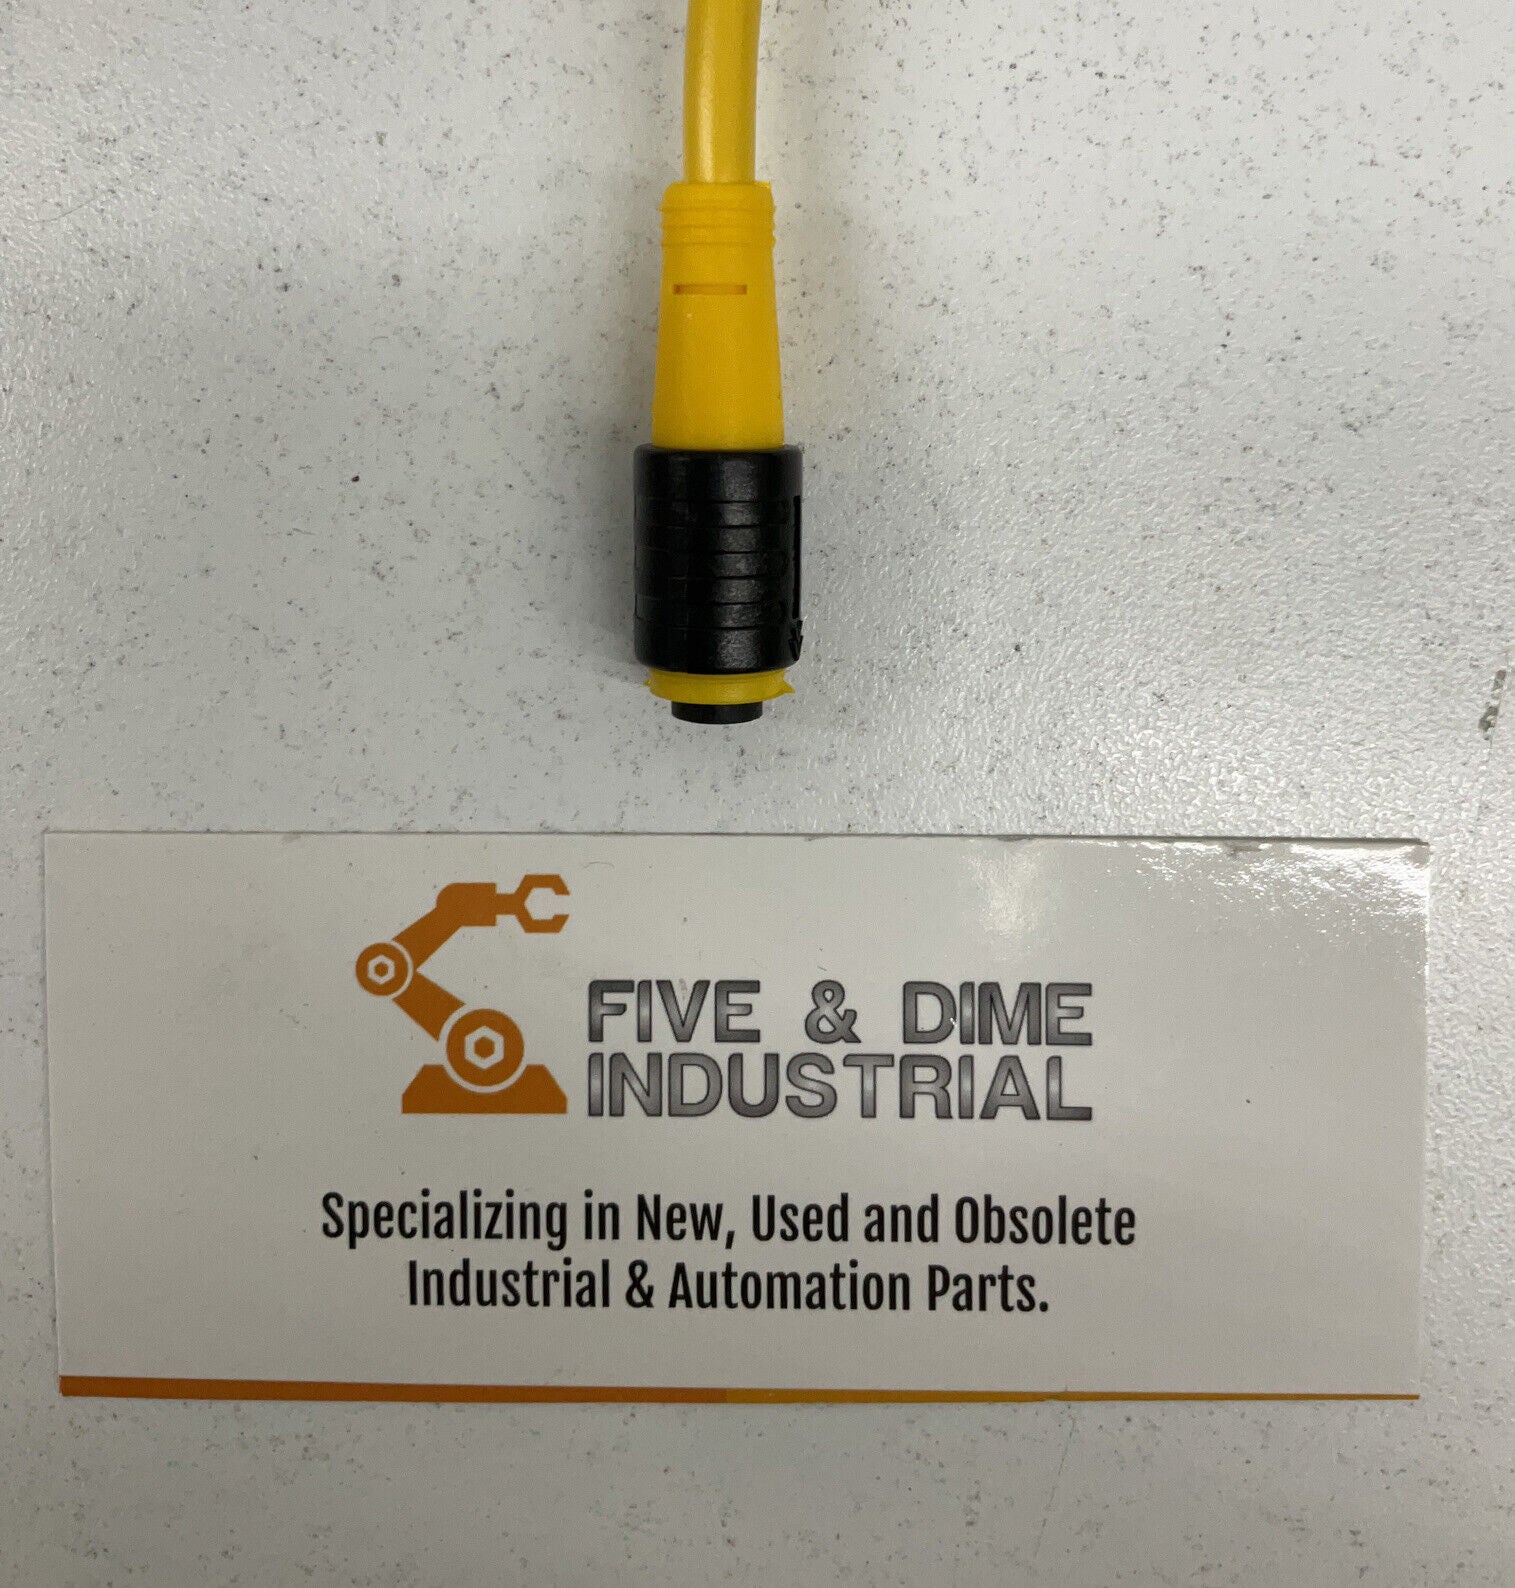 FIVE & DIME
INDUSTRIAL
Specializing in New, Used and Obsolete
Industrial & Automation Parts.